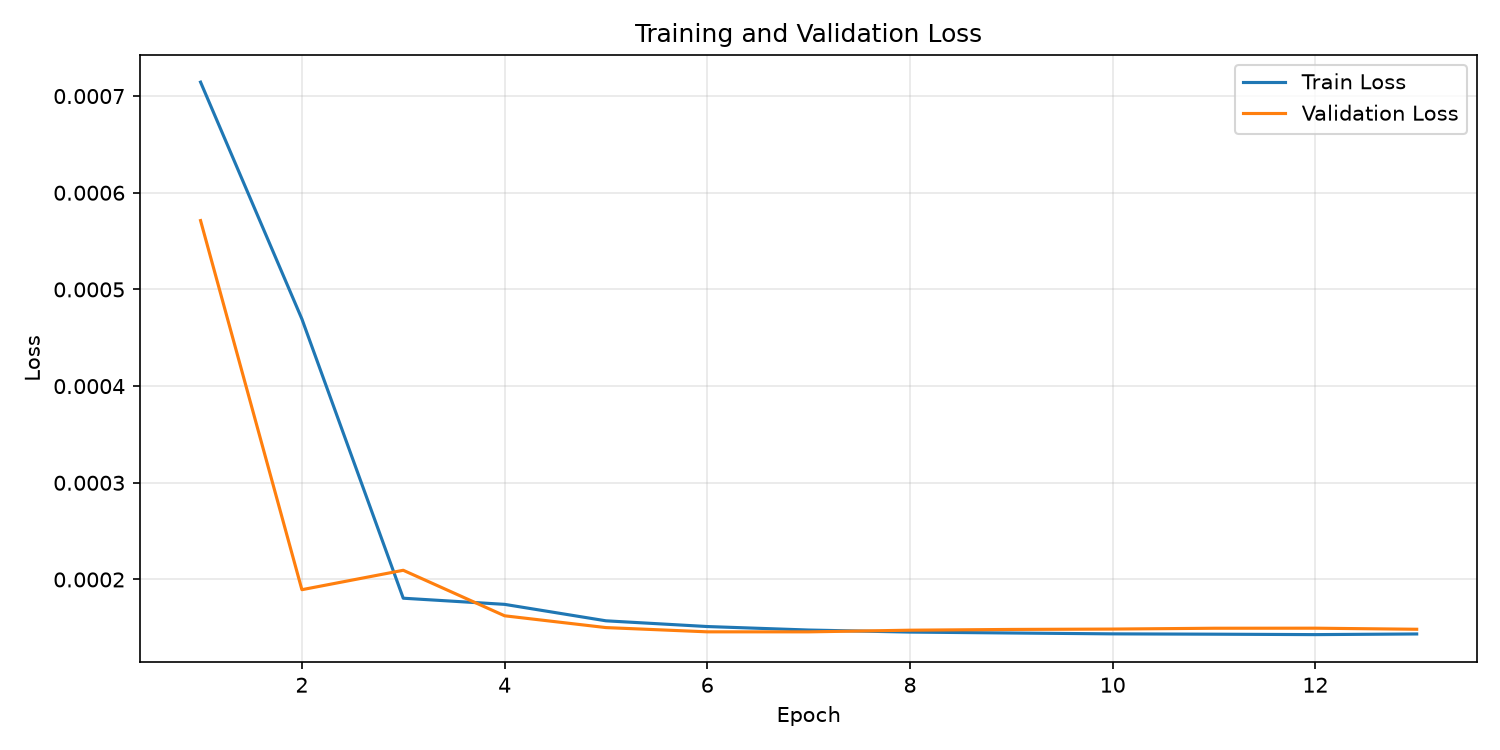 Training and Validation Loss
Train Loss
Validation Loss
0.0007
0.0006
0.0005
0.0004
0.0003
0.0002
Loss
2 4 6 8 10 12
Epoch